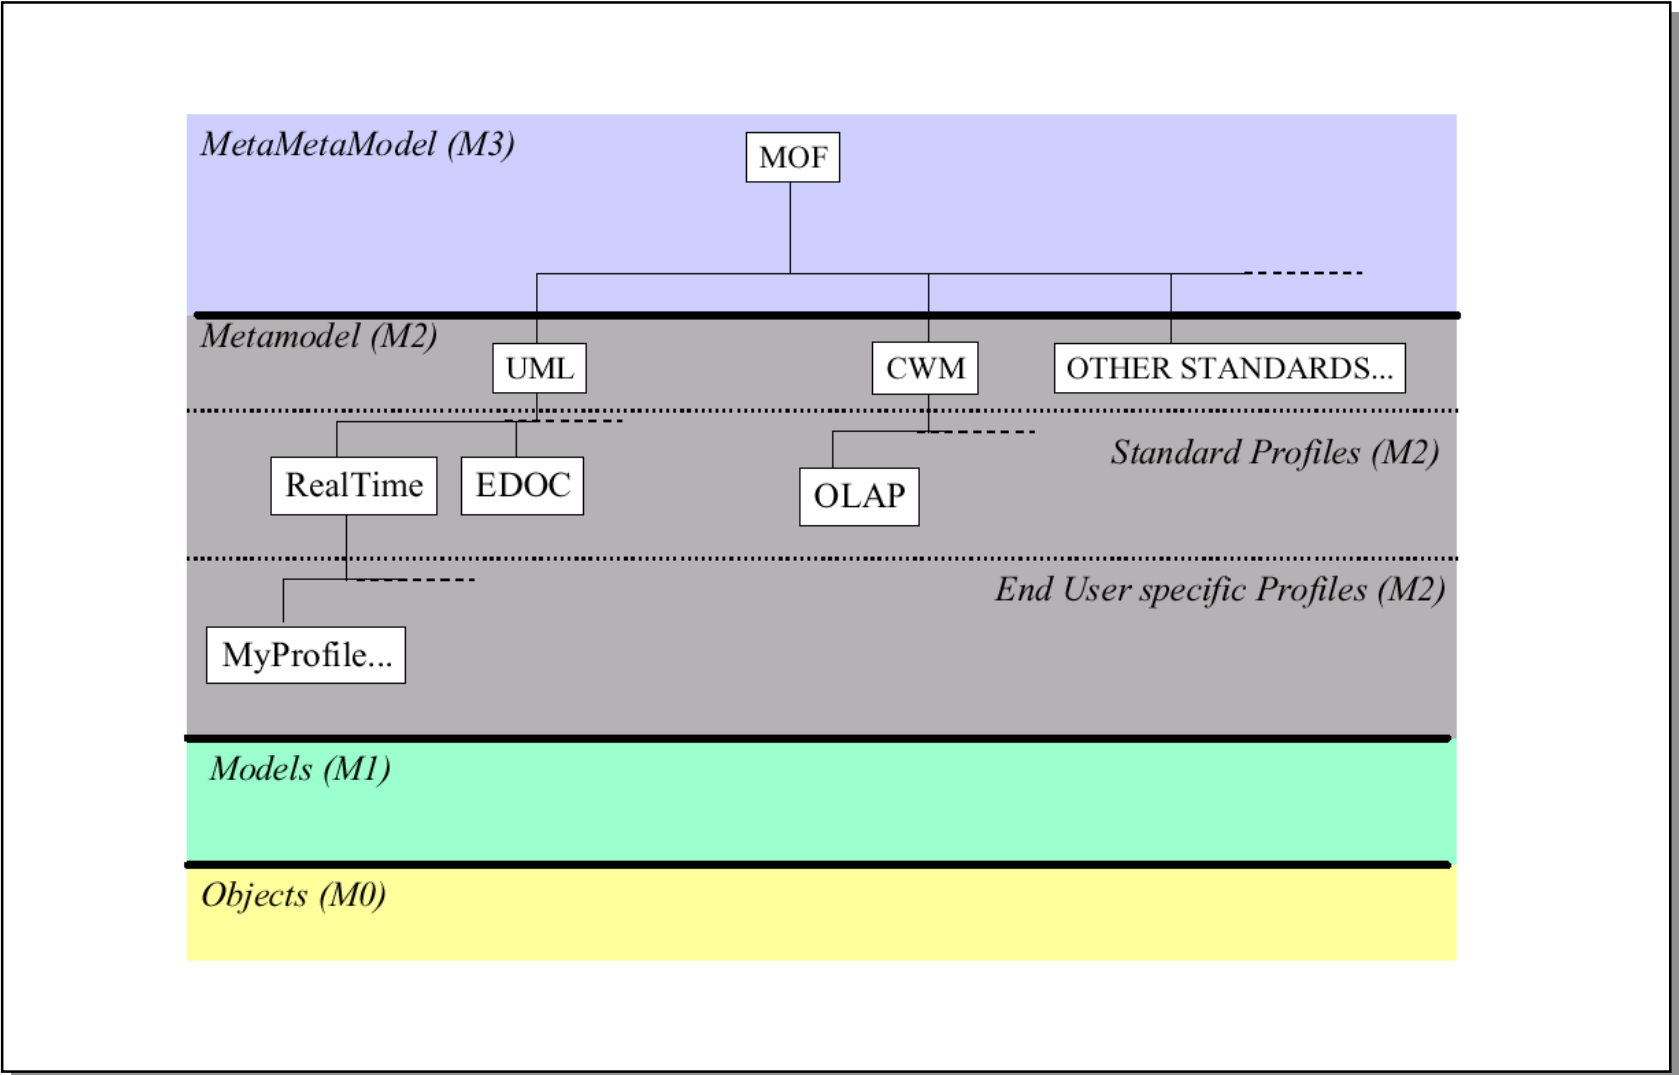 MetaMetaModel (M3)
MOF
Metamodel (M2)
UML
CWM
OTHER STANDARDS...
Standard Profiles (M2)
RealTime
EDOC
OLAP
End User specific Profiles (M2)
MyProfile...
Models (M1)
Objects (M0)